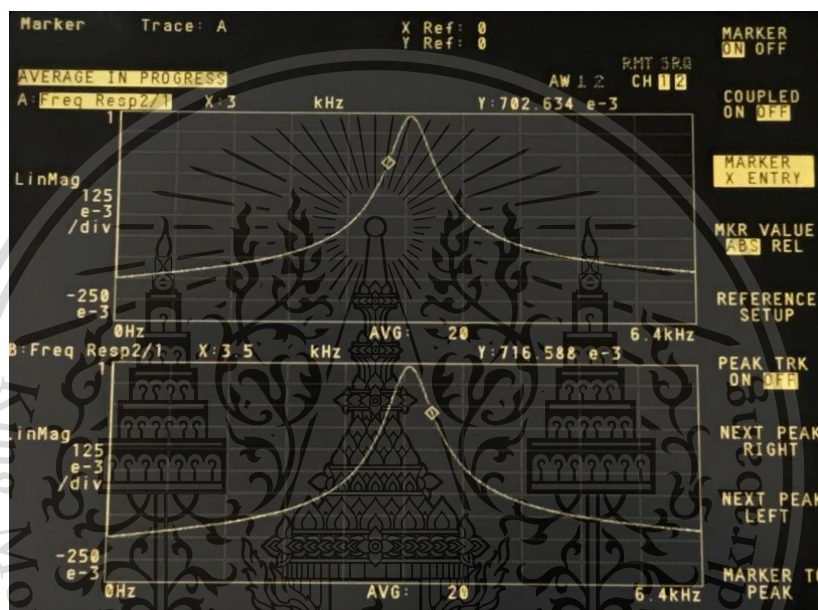 Marker Trace: A X Ref: 0
Y Ref: 0
RMT SRQ
AVERAGE IN PROGRESS AW 1 2 CH 1 2
A:Freq Resp2/1 X:3 kHz Y:702.634 e-3
1
LinMag
125
e-3
/div
-250
e-3
0Hz AVG: 20 6.4kHz
B:Freq Resp2/1 X:3.5 kHz Y:716.588 e-3
1
LinMag
125
e-3
/div
-250
e-3
0Hz AVG: 20 6.4kHz
MARKER
ON OFF
COUPLED
ON OFF
MARKER
X ENTRY
MKR VALUE
ABS REL
REFERENCE
SETUP
PEAK TRK
ON OFF
NEXT PEAK
RIGHT
NEXT PEAK
LEFT
MARKER TO
PEAK